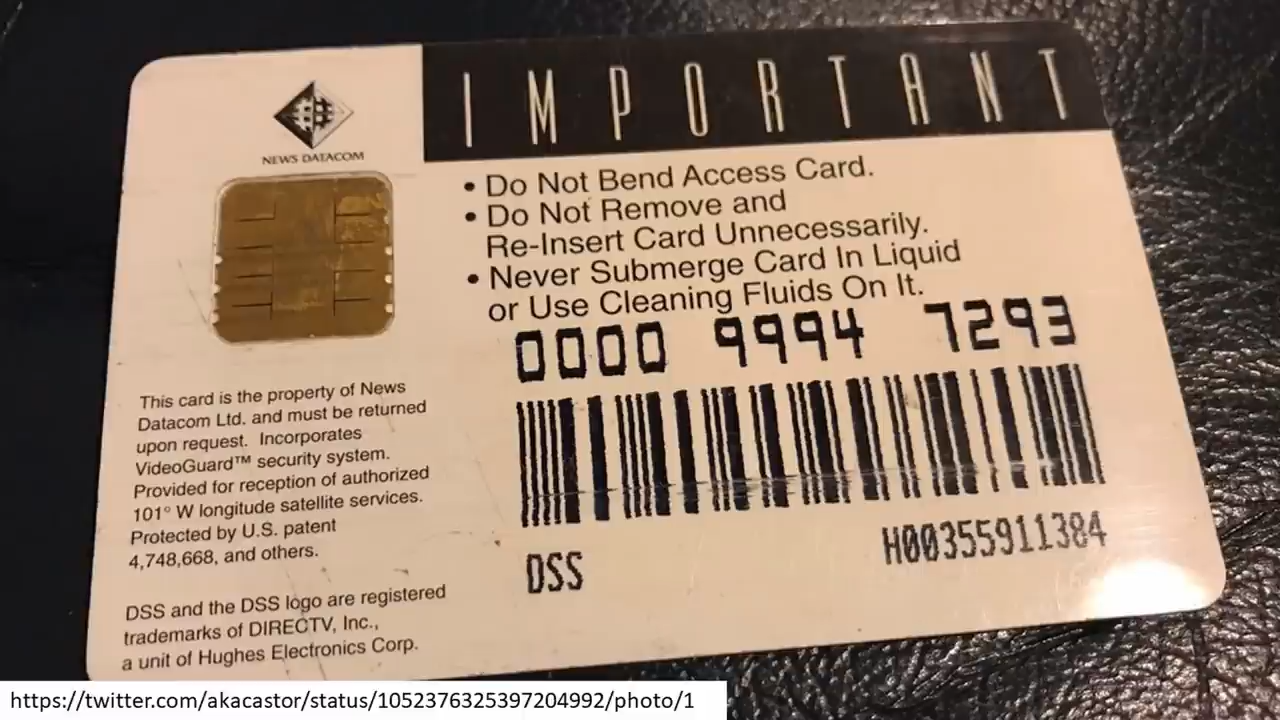 IMPORTANT
NEWS DATACOM
• Do Not Bend Access Card.
• Do Not Remove and
Re-Insert Card Unnecessarily.
• Never Submerge Card In Liquid
or Use Cleaning Fluids On It.
0000 9994 7293
This card is the property of News
Datacom Ltd. and must be returned
upon request. Incorporates
VideoGuard™ security system.
Provided for reception of authorized
101° W longitude satellite services.
Protected by U.S. patent
4,748,668, and others.
DSS
H00355911384
DSS and the DSS logo are registered
trademarks of DIRECTV, Inc.,
a unit of Hughes Electronics Corp.
https://twitter.com/akacastor/status/1052376325397204992/photo/1